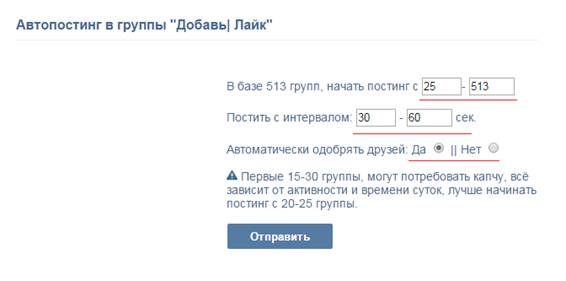 Автопостинг в группы "Добавь| Лайк"
В базе 513 групп, начать постинг с 25 - 513
Постить с интервалом: 30 - 60 сек.
Автоматически одобрять друзей: Да || Нет
Первые 15-30 группы, могут потребовать капчу, всё
зависит от активности и времени суток, лучше начинать
постинг с 20-25 группы.
Отправить